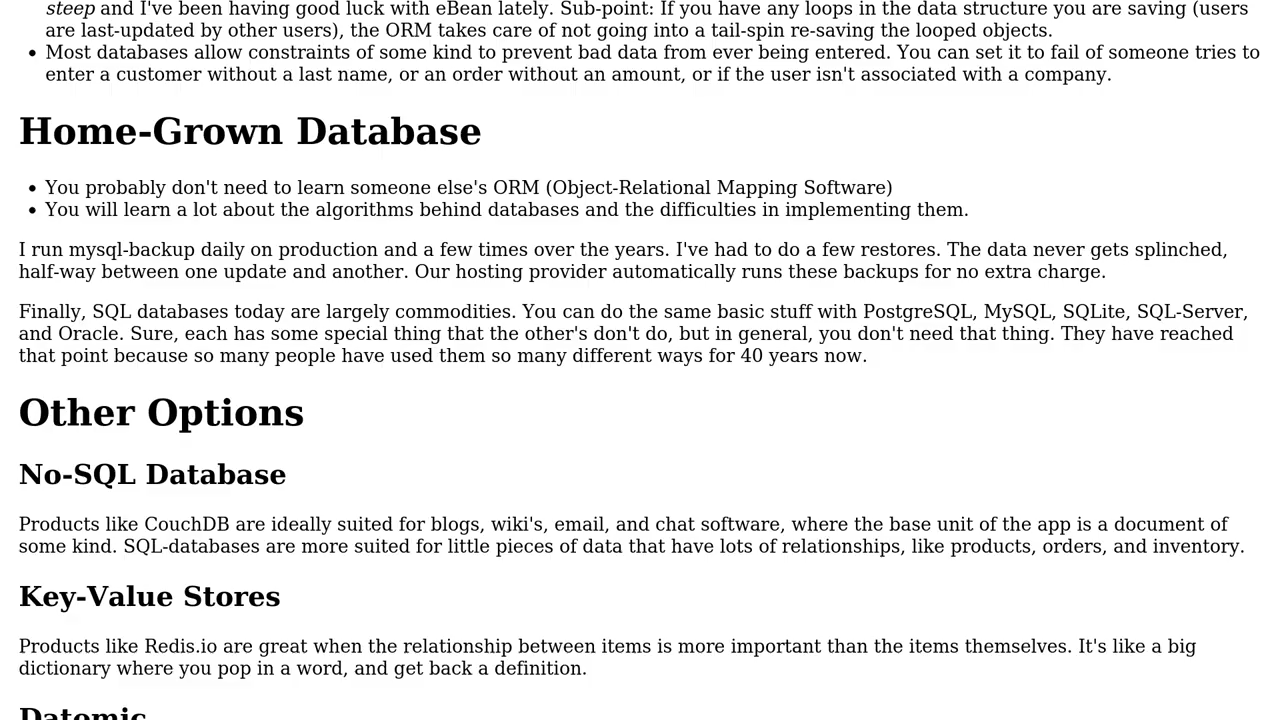 steep and I've been having good luck with eBean lately. Sub-point: If you have any loops in the data structure you are saving (users
are last-updated by other users), the ORM takes care of not going into a tail-spin re-saving the looped objects.
• Most databases allow constraints of some kind to prevent bad data from ever being entered. You can set it to fail of someone tries to
enter a customer without a last name, or an order without an amount, or if the user isn't associated with a company.
Home-Grown Database
• You probably don't need to learn someone else's ORM (Object-Relational Mapping Software)
• You will learn a lot about the algorithms behind databases and the difficulties in implementing them.
I run mysql-backup daily on production and a few times over the years. I've had to do a few restores. The data never gets splinched,
half-way between one update and another. Our hosting provider automatically runs these backups for no extra charge.
Finally, SQL databases today are largely commodities. You can do the same basic stuff with PostgreSQL, MySQL, SQLite, SQL-Server,
and Oracle. Sure, each has some special thing that the other's don't do, but in general, you don't need that thing. They have reached
that point because so many people have used them so many different ways for 40 years now.
Other Options
No-SQL Database
Products like CouchDB are ideally suited for blogs, wiki's, email, and chat software, where the base unit of the app is a document of
some kind. SQL-databases are more suited for little pieces of data that have lots of relationships, like products, orders, and inventory.
Key-Value Stores
Products like Redis.io are great when the relationship between items is more important than the items themselves. It's like a big
dictionary where you pop in a word, and get back a definition.
Datomic